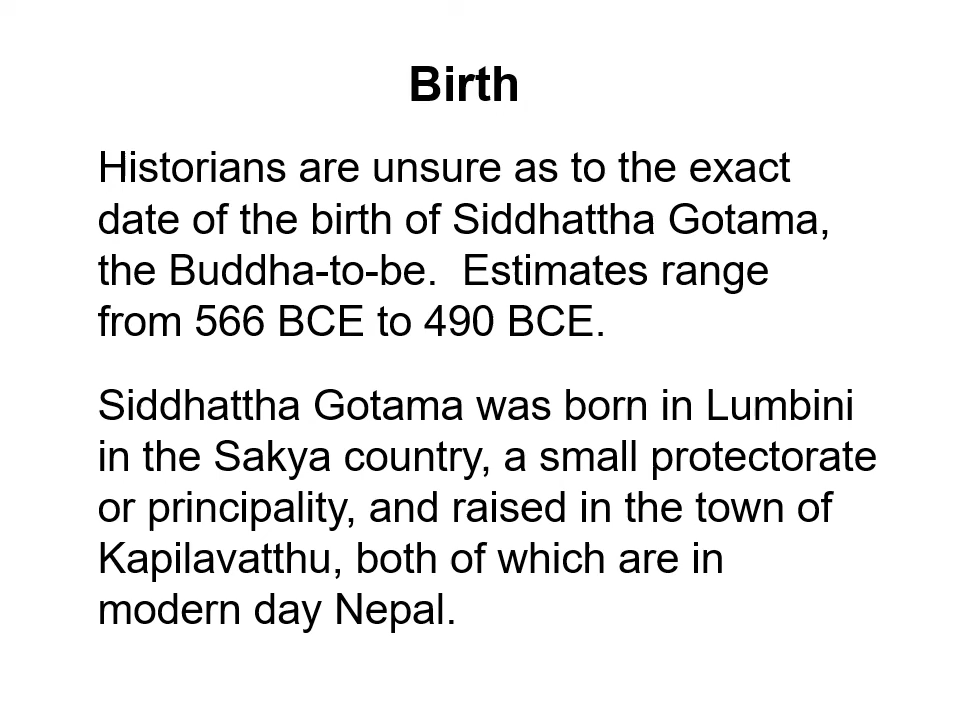 Birth
Historians are unsure as to the exact
date of the birth of Siddhattha Gotama,
the Buddha-to-be.  Estimates range
from 566 BCE to 490 BCE.
Siddhattha Gotama was born in Lumbini
in the Sakya country, a small protectorate
or principality, and raised in the town of
Kapilavatthu, both of which are in
modern day Nepal.